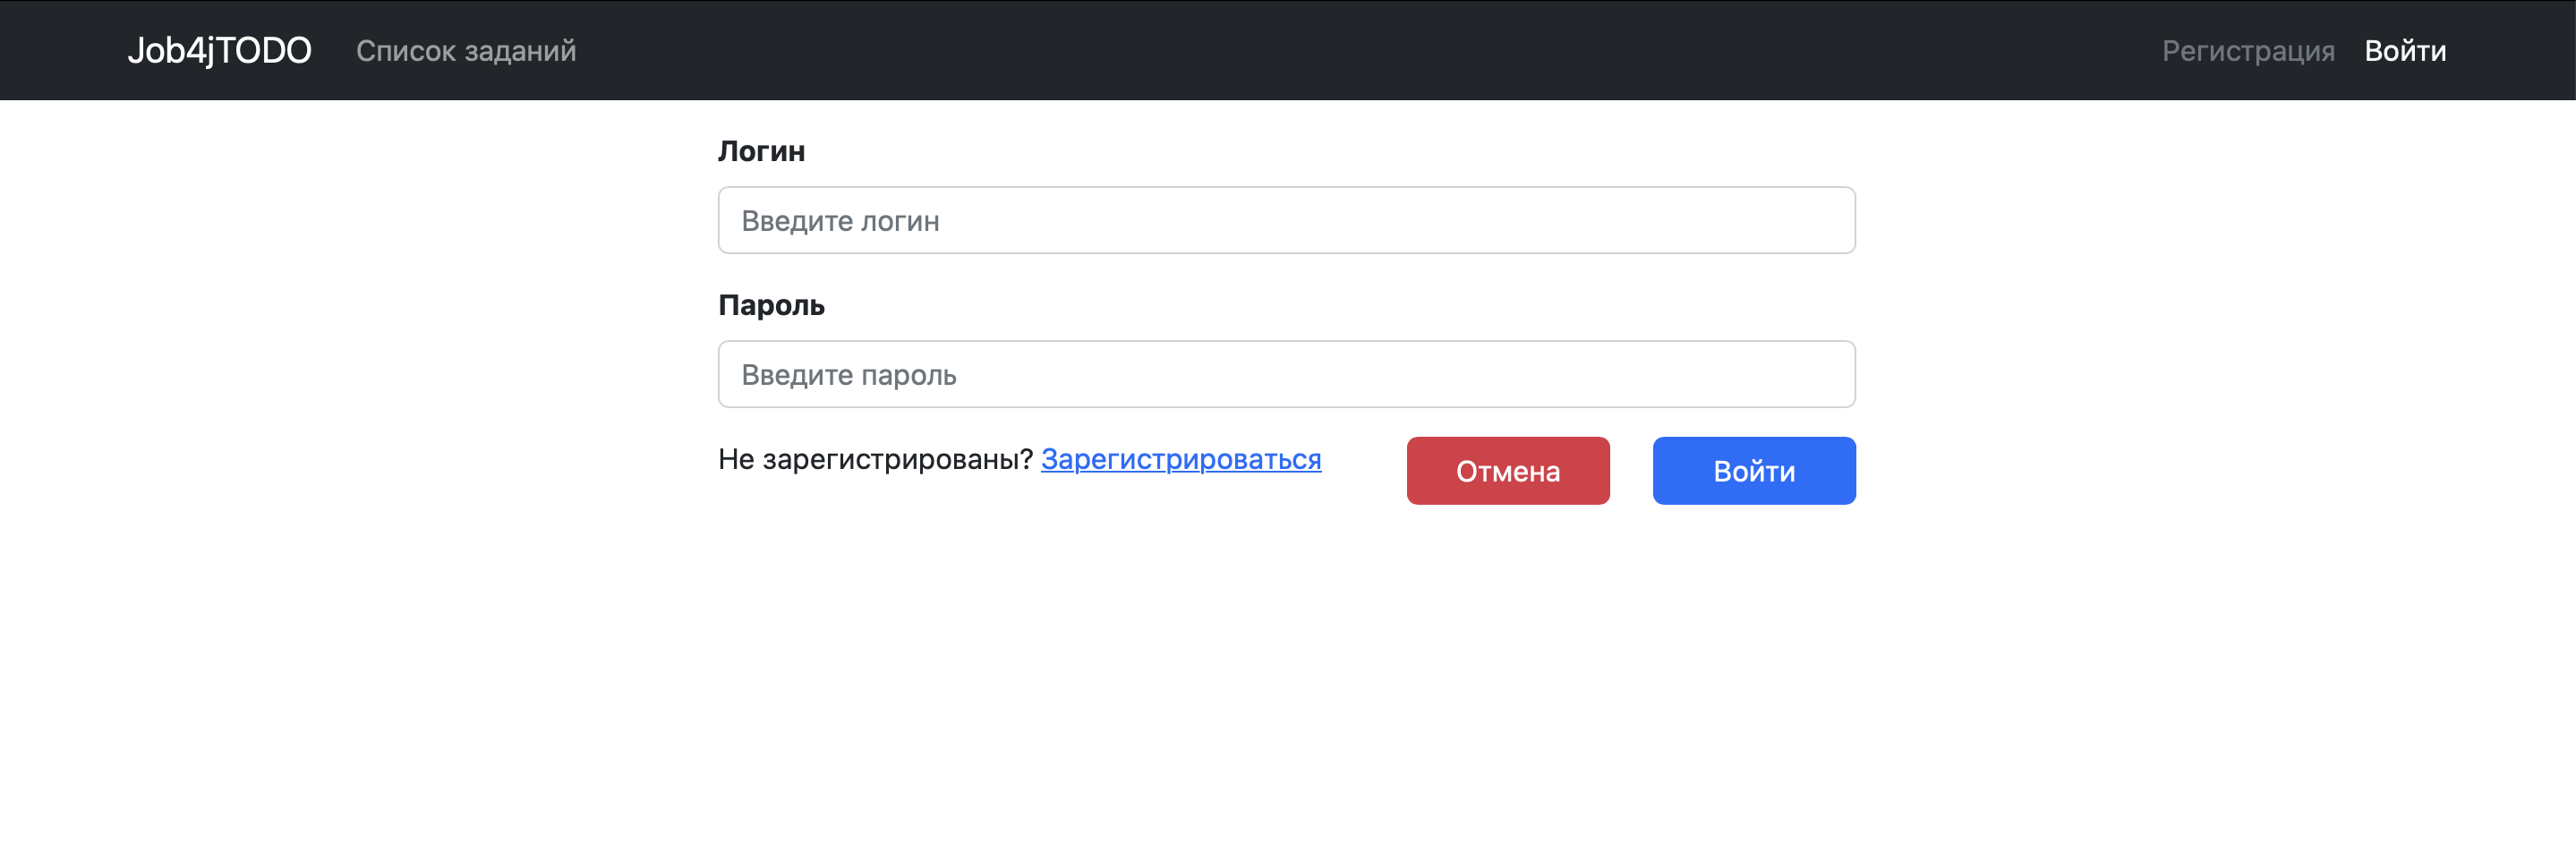 Job4jTODO Список заданий Регистрация Войти
Логин
Введите логин
Пароль
Введите пароль
Не зарегистрированы? Зарегистрироваться Отмена Войти